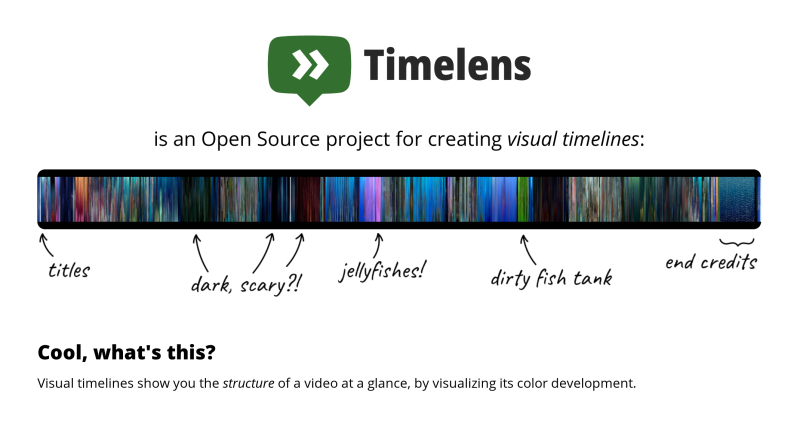 Timelens
is an Open Source project for creating visual timelines:
titles
dark, scary?!
jellyfishes!
dirty fish tank
end credits
Cool, what's this?
Visual timelines show you the structure of a video at a glance, by visualizing its color development.